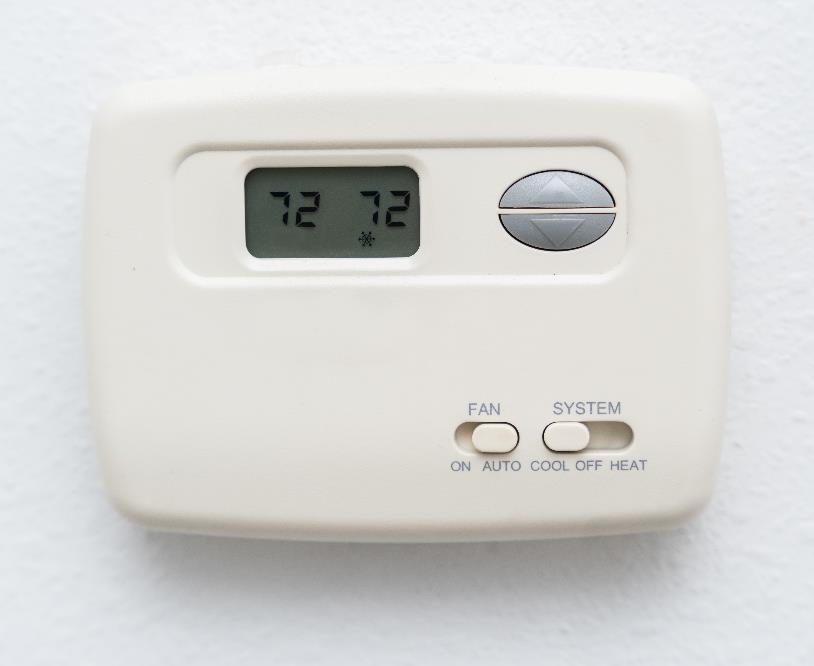 72 72
FAN SYSTEM
ON AUTO COOL OFF HEAT